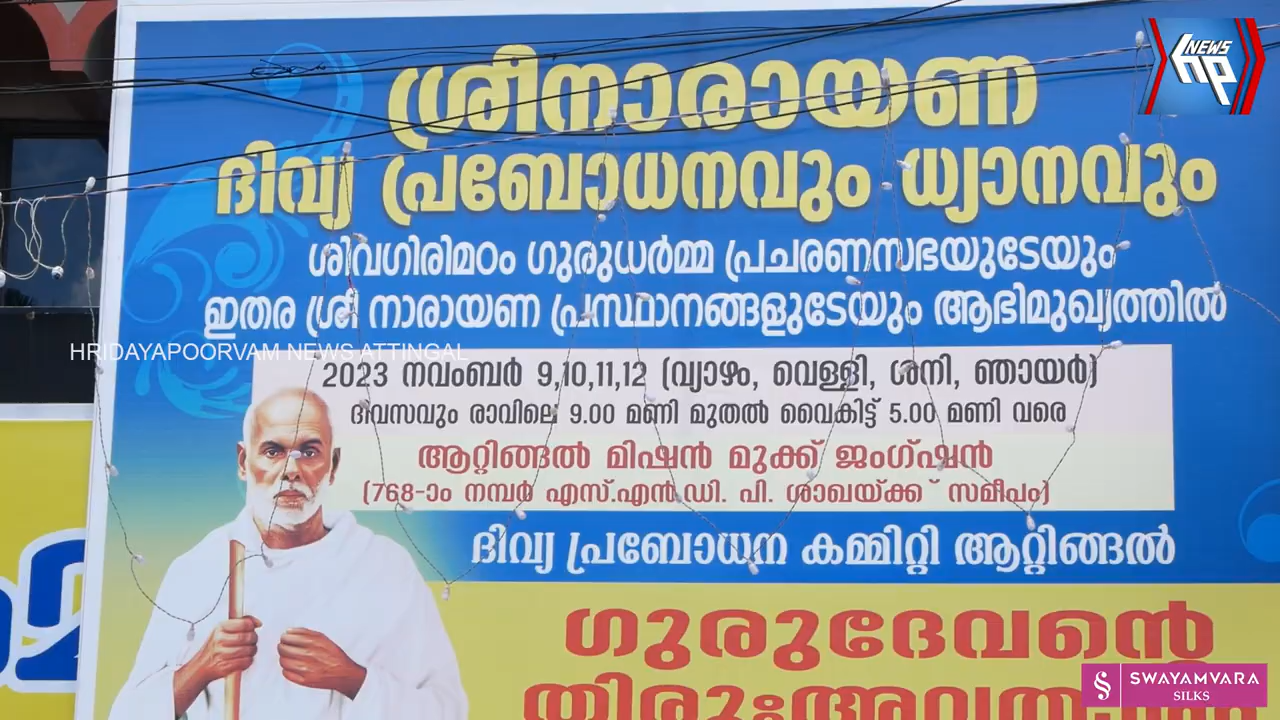 NEWS
hp
ശ്രീനാരായണ
ദിവ്യ പ്രബോധനവും ധ്യാനവും
ശിവഗിരിമഠം ഗുരുധർമ്മ പ്രചരണസഭയുടേയും
ഇതര ശ്രീ നാരായണ പ്രസ്ഥാനങ്ങളുടേയും ആഭിമുഖ്യത്തിൽ
HRIDAYAPOORVAM NEWS ATTINGAL
2023 നവംബർ 9,10,11,12 (വ്യാഴം, വെള്ളി, ശനി, ഞായർ)
ദിവസവും രാവിലെ 9.00 മണി മുതൽ വൈകിട്ട് 5.00 മണി വരെ
ആറ്റിങ്ങൽ മിഷൻ മുക്ക് ജംഗ്ഷൻ
(768-ാം നമ്പർ എസ്.എൻ.ഡി. പി. ശാഖയ്ക്ക് സമീപം)
ദിവ്യ പ്രബോധന കമ്മിറ്റി ആറ്റിങ്ങൽ
ഗുരുദേവന്റെ
SWAYAMVARA
SILKS